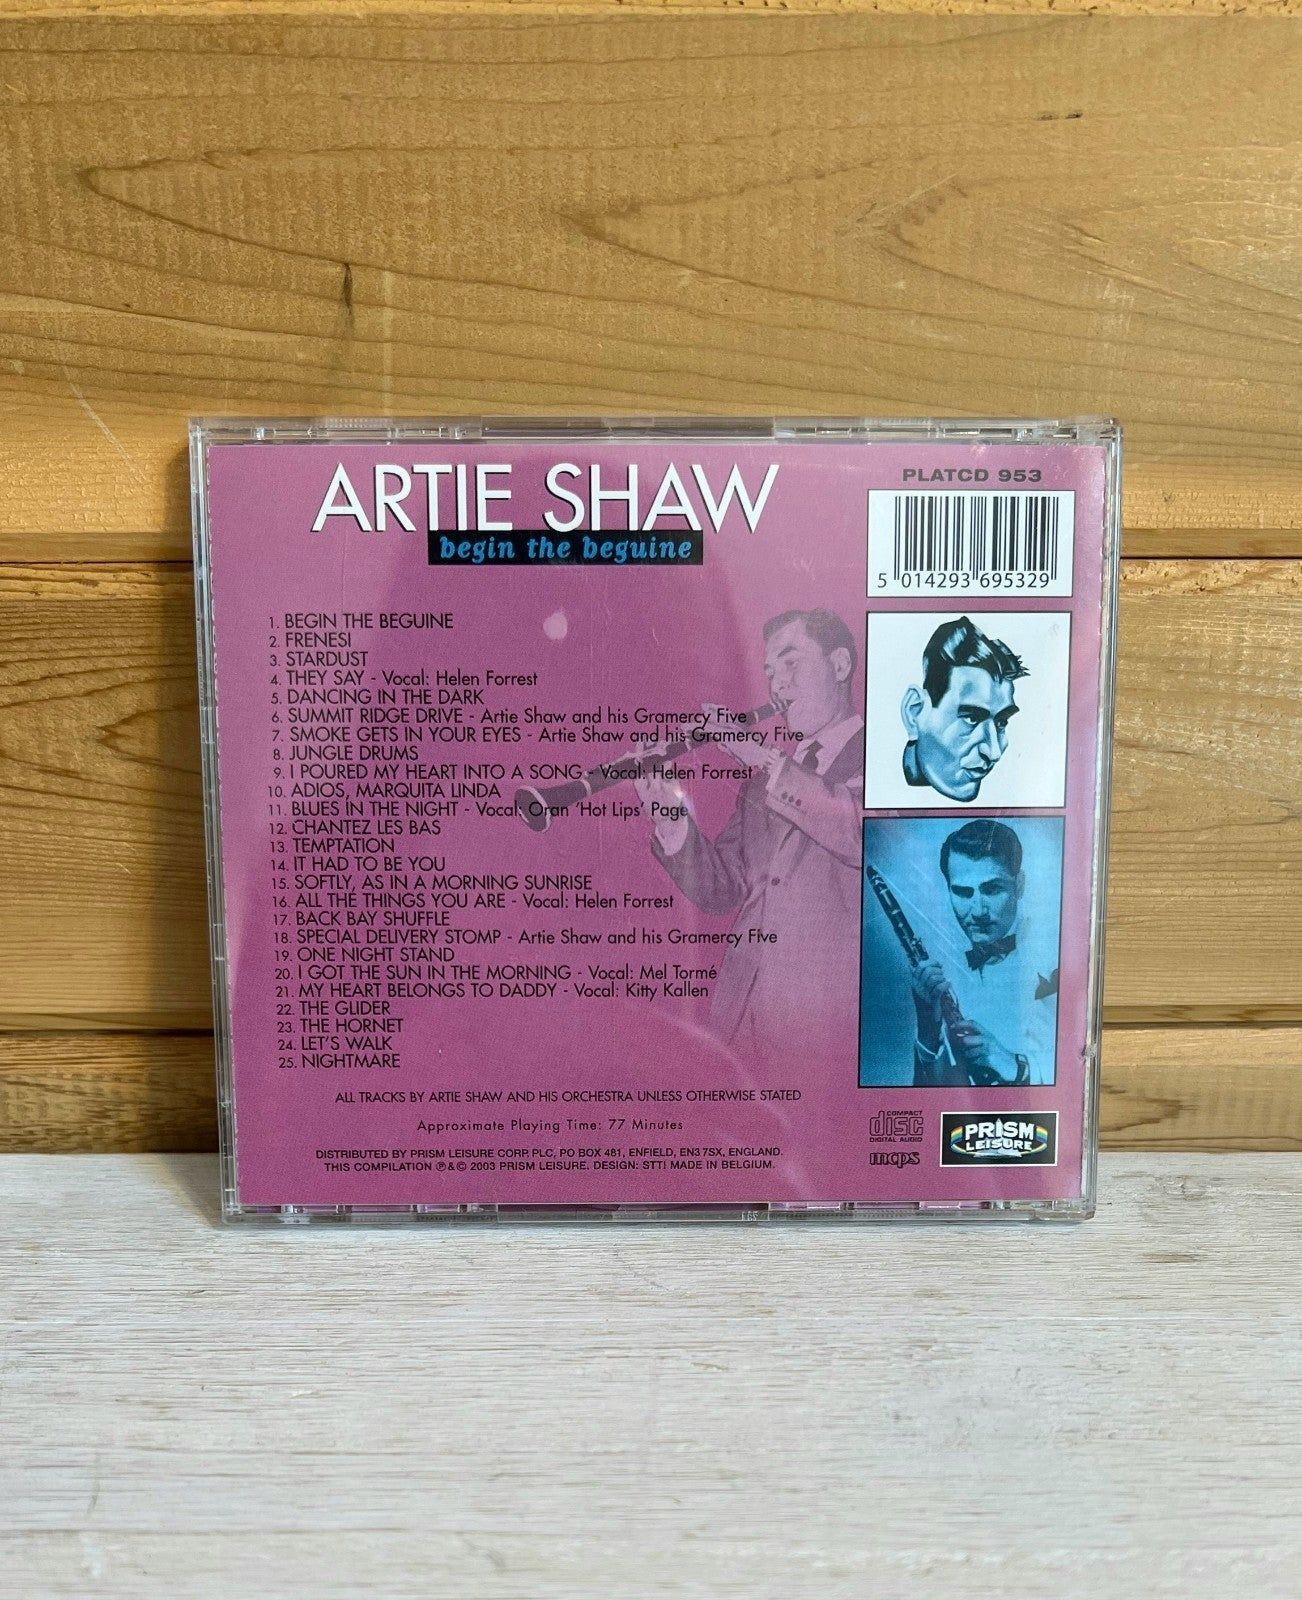 ARTIE SHAW
begin the beguine
PLATCD 953
5 014293 695329
1. BEGIN THE BEGUINE
2. FRENESI
3. STARDUST
4. THEY SAY - Vocal: Helen Forrest
5. DANCING IN THE DARK
6. SUMMIT RIDGE DRIVE - Artie Shaw and his Gramercy Five
7. SMOKE GETS IN YOUR EYES - Artie Shaw and his Gramercy Five
8. JUNGLE DRUMS
9. I POURED MY HEART INTO A SONG - Vocal: Helen Forrest
10. ADIOS, MARQUITA LINDA
11. BLUES IN THE NIGHT - Vocal: Oran 'Hot Lips' Page
12. CHANTEZ LES BAS
13. TEMPTATION
14. IT HAD TO BE YOU
15. SOFTLY, AS IN A MORNING SUNRISE
16. ALL THE THINGS YOU ARE - Vocal: Helen Forrest
17. BACK BAY SHUFFLE
18. SPECIAL DELIVERY STOMP - Artie Shaw and his Gramercy Five
19. ONE NIGHT STAND
20. I GOT THE SUN IN THE MORNING - Vocal: Mel Tormé
21. MY HEART BELONGS TO DADDY - Vocal: Kitty Kallen
22. THE GLIDER
23. THE HORNET
24. LET'S WALK
25. NIGHTMARE
ALL TRACKS BY ARTIE SHAW AND HIS ORCHESTRA UNLESS OTHERWISE STATED
Approximate Playing Time: 77 Minutes
DISTRIBUTED BY PRISM LEISURE CORP. PLC, PO BOX 481, ENFIELD, EN3 7SX, ENGLAND.
THIS COMPILATION ℗ & © 2003 PRISM LEISURE. DESIGN: STT! MADE IN BELGIUM.
COMPACT
disc
DIGITAL AUDIO
mcps
PRISM
LEISURE